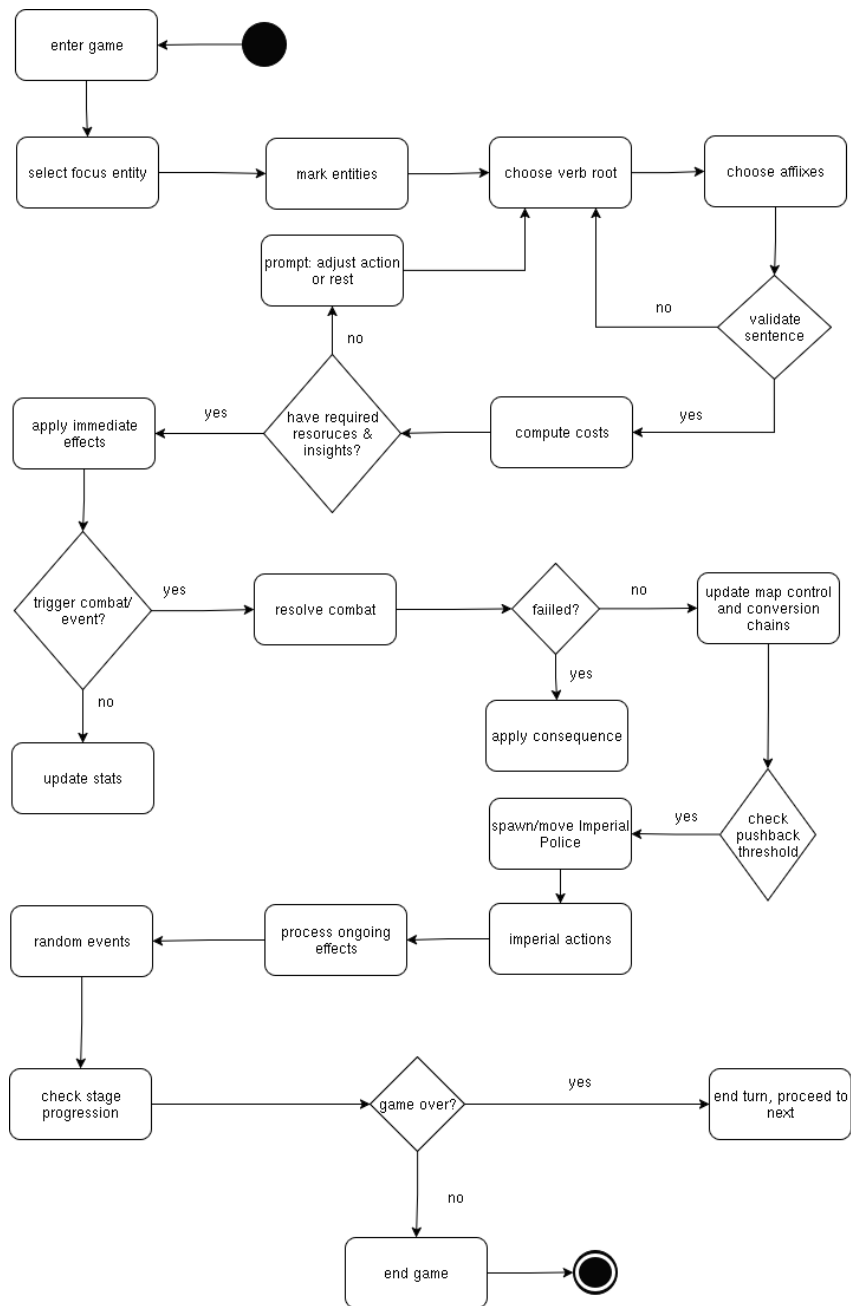 enter game
select focus entity
mark entities
choose verb root
choose affiixes
prompt: adjust action
or rest
no
validate
sentence
no
yes
apply immediate
effects
yes
have required
resoruces &
insights?
compute costs
trigger combat/
event?
yes
resolve combat
faiiled?
no
update map control
and conversion
chains
yes
no
apply consequence
update stats
spawn/move Imperial
Police
yes
check
pushback
threshold
random events
process ongoing
effects
imperial actions
check stage
progression
game over?
yes
end turn, proceed to
next
no
end game